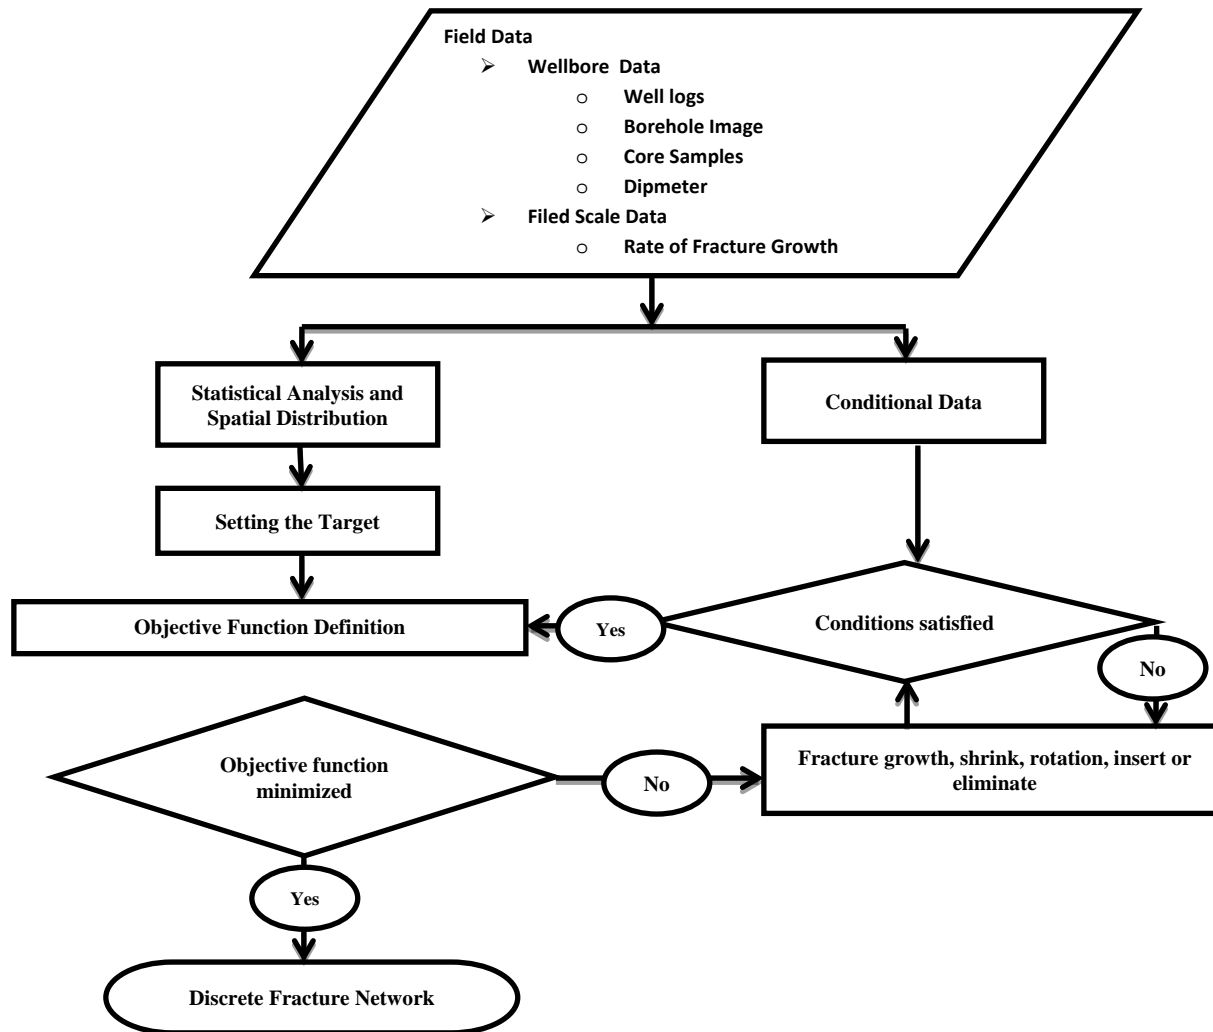 Field Data
➢ Wellbore Data
o Well logs
o Borehole Image
o Core Samples
o Dipmeter
➢ Filed Scale Data
o Rate of Fracture Growth
Statistical Analysis and
Spatial Distribution
Conditional Data
Setting the Target
Objective Function Definition
Yes
Conditions satisfied
No
Objective function
minimized
No
Fracture growth, shrink, rotation, insert or
eliminate
Yes
Discrete Fracture Network